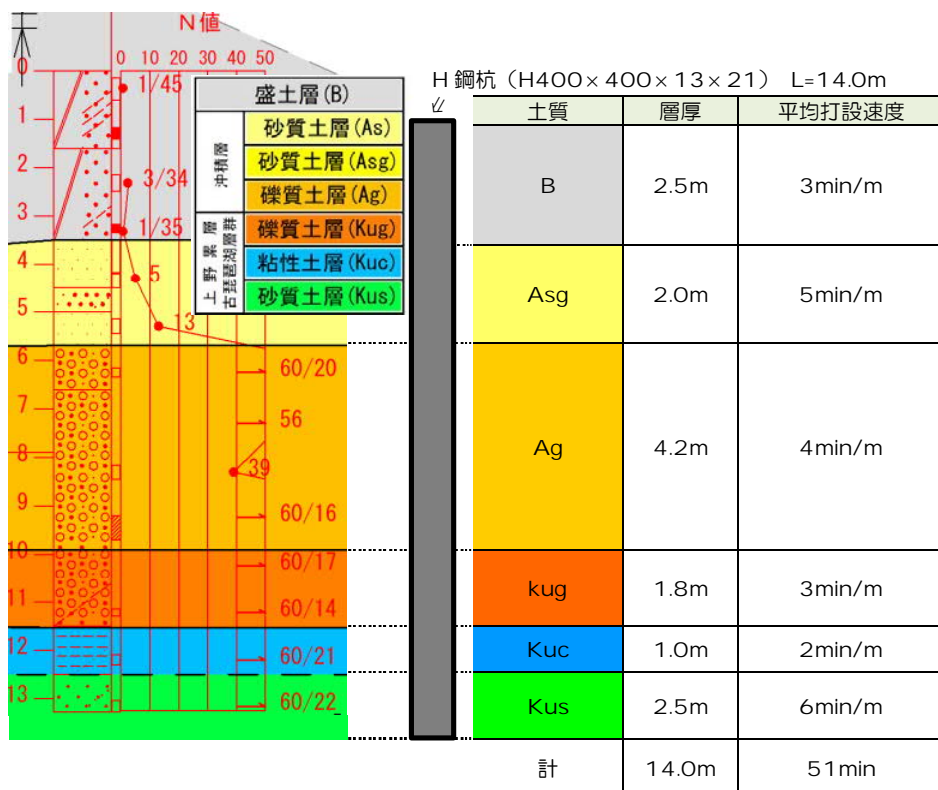 N値
0 10 20 30 40 50
0
1
2
3
4
5
6
7
8
9
10
11
12
13
1/45
3/34
1/35
5
13
60/20
56
39
60/16
60/17
60/14
60/21
60/22
盛土層(B)
沖積層
砂質土層(As)
砂質土層(Asg)
礫質土層(Ag)
上野累層
古琵琶湖層群
礫質土層(Kug)
粘性土層(Kuc)
砂質土層(Kus)
H鋼杭（H400×400×13×21） L=14.0m
土質 層厚 平均打設速度
B 2.5m 3min/m
Asg 2.0m 5min/m
Ag 4.2m 4min/m
kug 1.8m 3min/m
Kuc 1.0m 2min/m
Kus 2.5m 6min/m
計 14.0m 51min